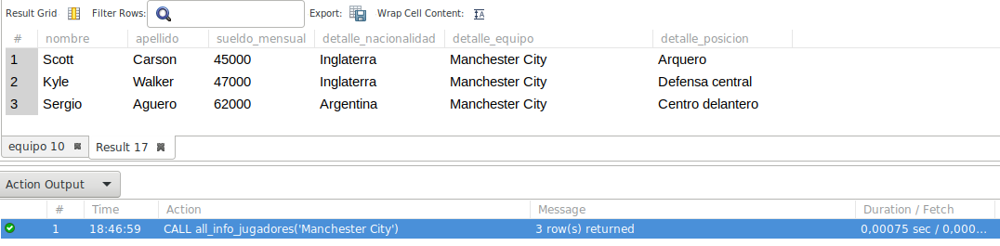 Result Grid Filter Rows: Export: Wrap Cell Content: IA
# nombre apellido sueldo_mensual detalle_nacionalidad detalle_equipo detalle_posicion
1 Scott Carson 45000 Inglaterra Manchester City Arquero
2 Kyle Walker 47000 Inglaterra Manchester City Defensa central
3 Sergio Aguero 62000 Argentina Manchester City Centro delantero
equipo 10 Result 17
Action Output
# Time Action Message Duration / Fetch
1 18:46:59 CALL all_info_jugadores('Manchester City') 3 row(s) returned 0,00075 sec / 0,000...